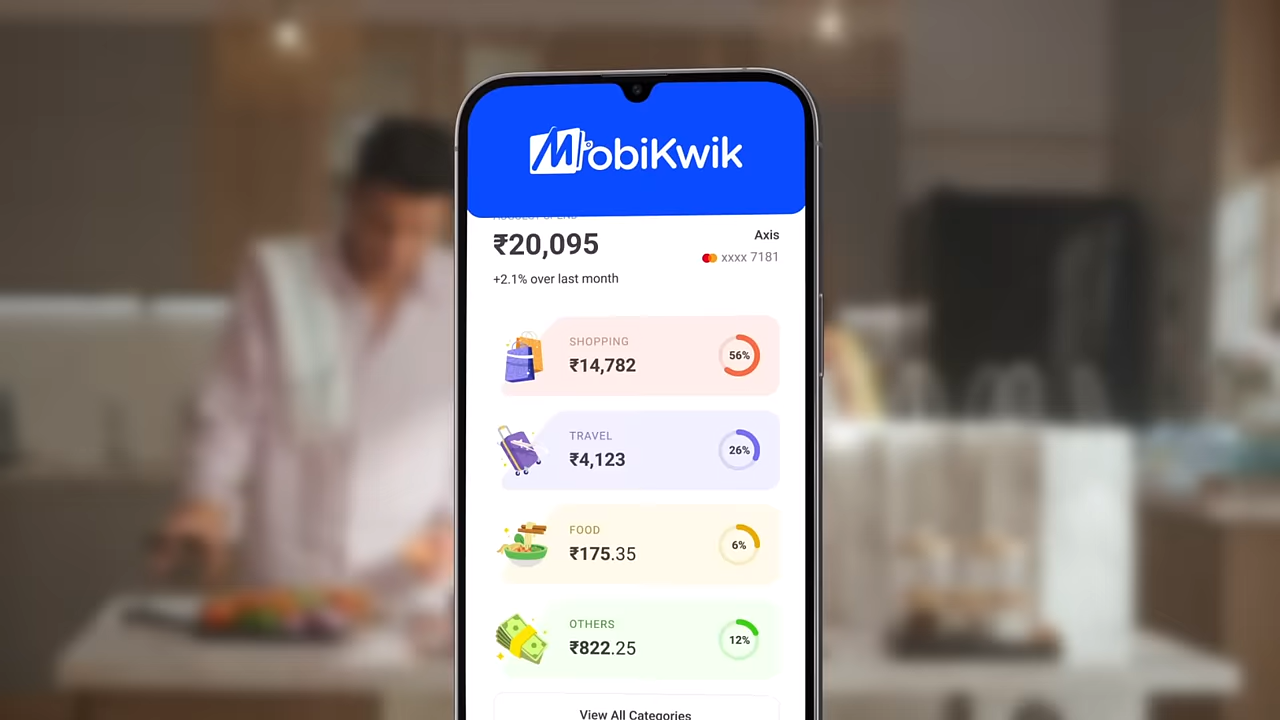 MobiKwik
₹20,095
Axis
xxxx 7181
+2.1% over last month
SHOPPING
₹14,782
56%
TRAVEL
₹4,123
26%
FOOD
₹175.35
6%
OTHERS
₹822.25
12%
View All Categories